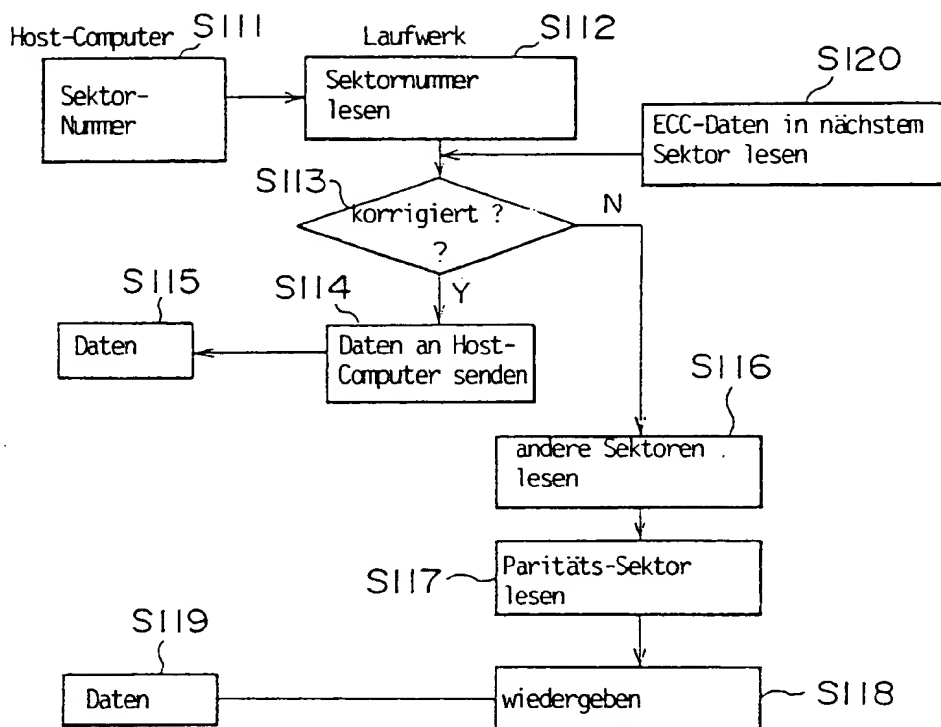 Host-Computer
S111
Laufwerk
S112
Sektor-
Nummer
Sektornummer
lesen
S120
ECC-Daten in nächstem
Sektor lesen
S113
korrigiert ?
?
N
Y
S115
Daten
S114
Daten an Host-
Computer senden
S116
andere Sektoren
lesen
S117
Paritäts-Sektor
lesen
S119
Daten
wiedergeben
S118